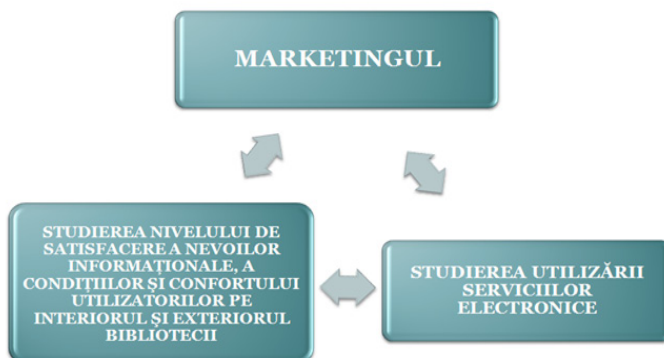 MARKETINGUL
STUDIEREA NIVELULUI DE
SATISFACERE A NEVOILOR
INFORMAȚIONALE, A
CONDIȚIILOR ȘI CONFORTULUI
UTILIZATORILOR PE
INTERIORUL ȘI EXTERIORUL
BIBLIOTECII
STUDIEREA UTILIZĂRII
SERVICIILOR
ELECTRONICE